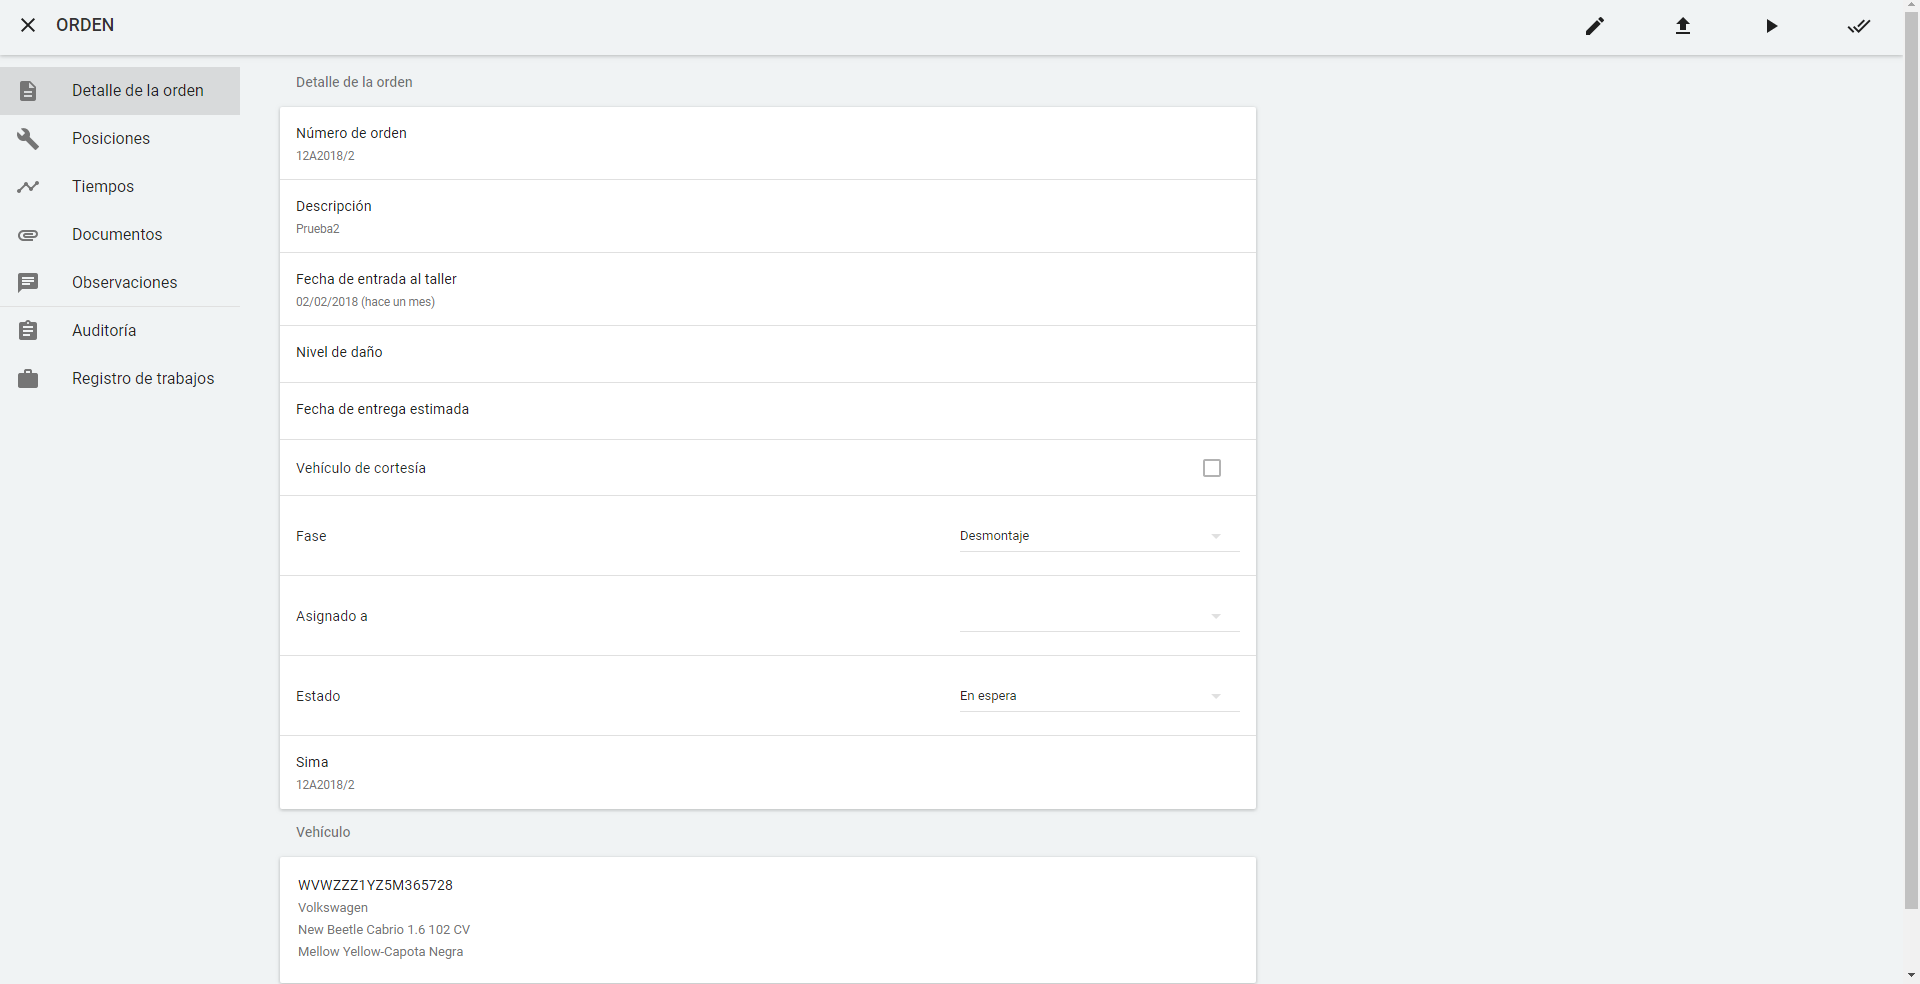 ORDEN
Detalle de la orden
Posiciones
Tiempos
Documentos
Observaciones
Auditoría
Registro de trabajos
Detalle de la orden
Número de orden
12A2018/2
Descripción
Prueba2
Fecha de entrada al taller
02/02/2018 (hace un mes)
Nivel de daño
Fecha de entrega estimada
Vehículo de cortesía
Fase
Desmontaje
Asignado a
Estado
En espera
Sima
12A2018/2
Vehículo
WVWZZZ1YZ5M365728
Volkswagen
New Beetle Cabrio 1.6 102 CV
Mellow Yellow-Capota Negra